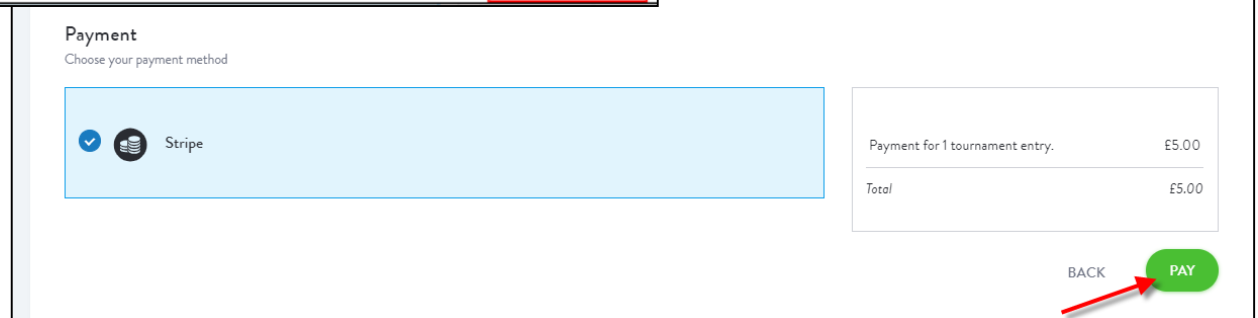 Payment
Choose your payment method
Stripe
Payment for 1 tournament entry. £5.00
Total £5.00
BACK PAY